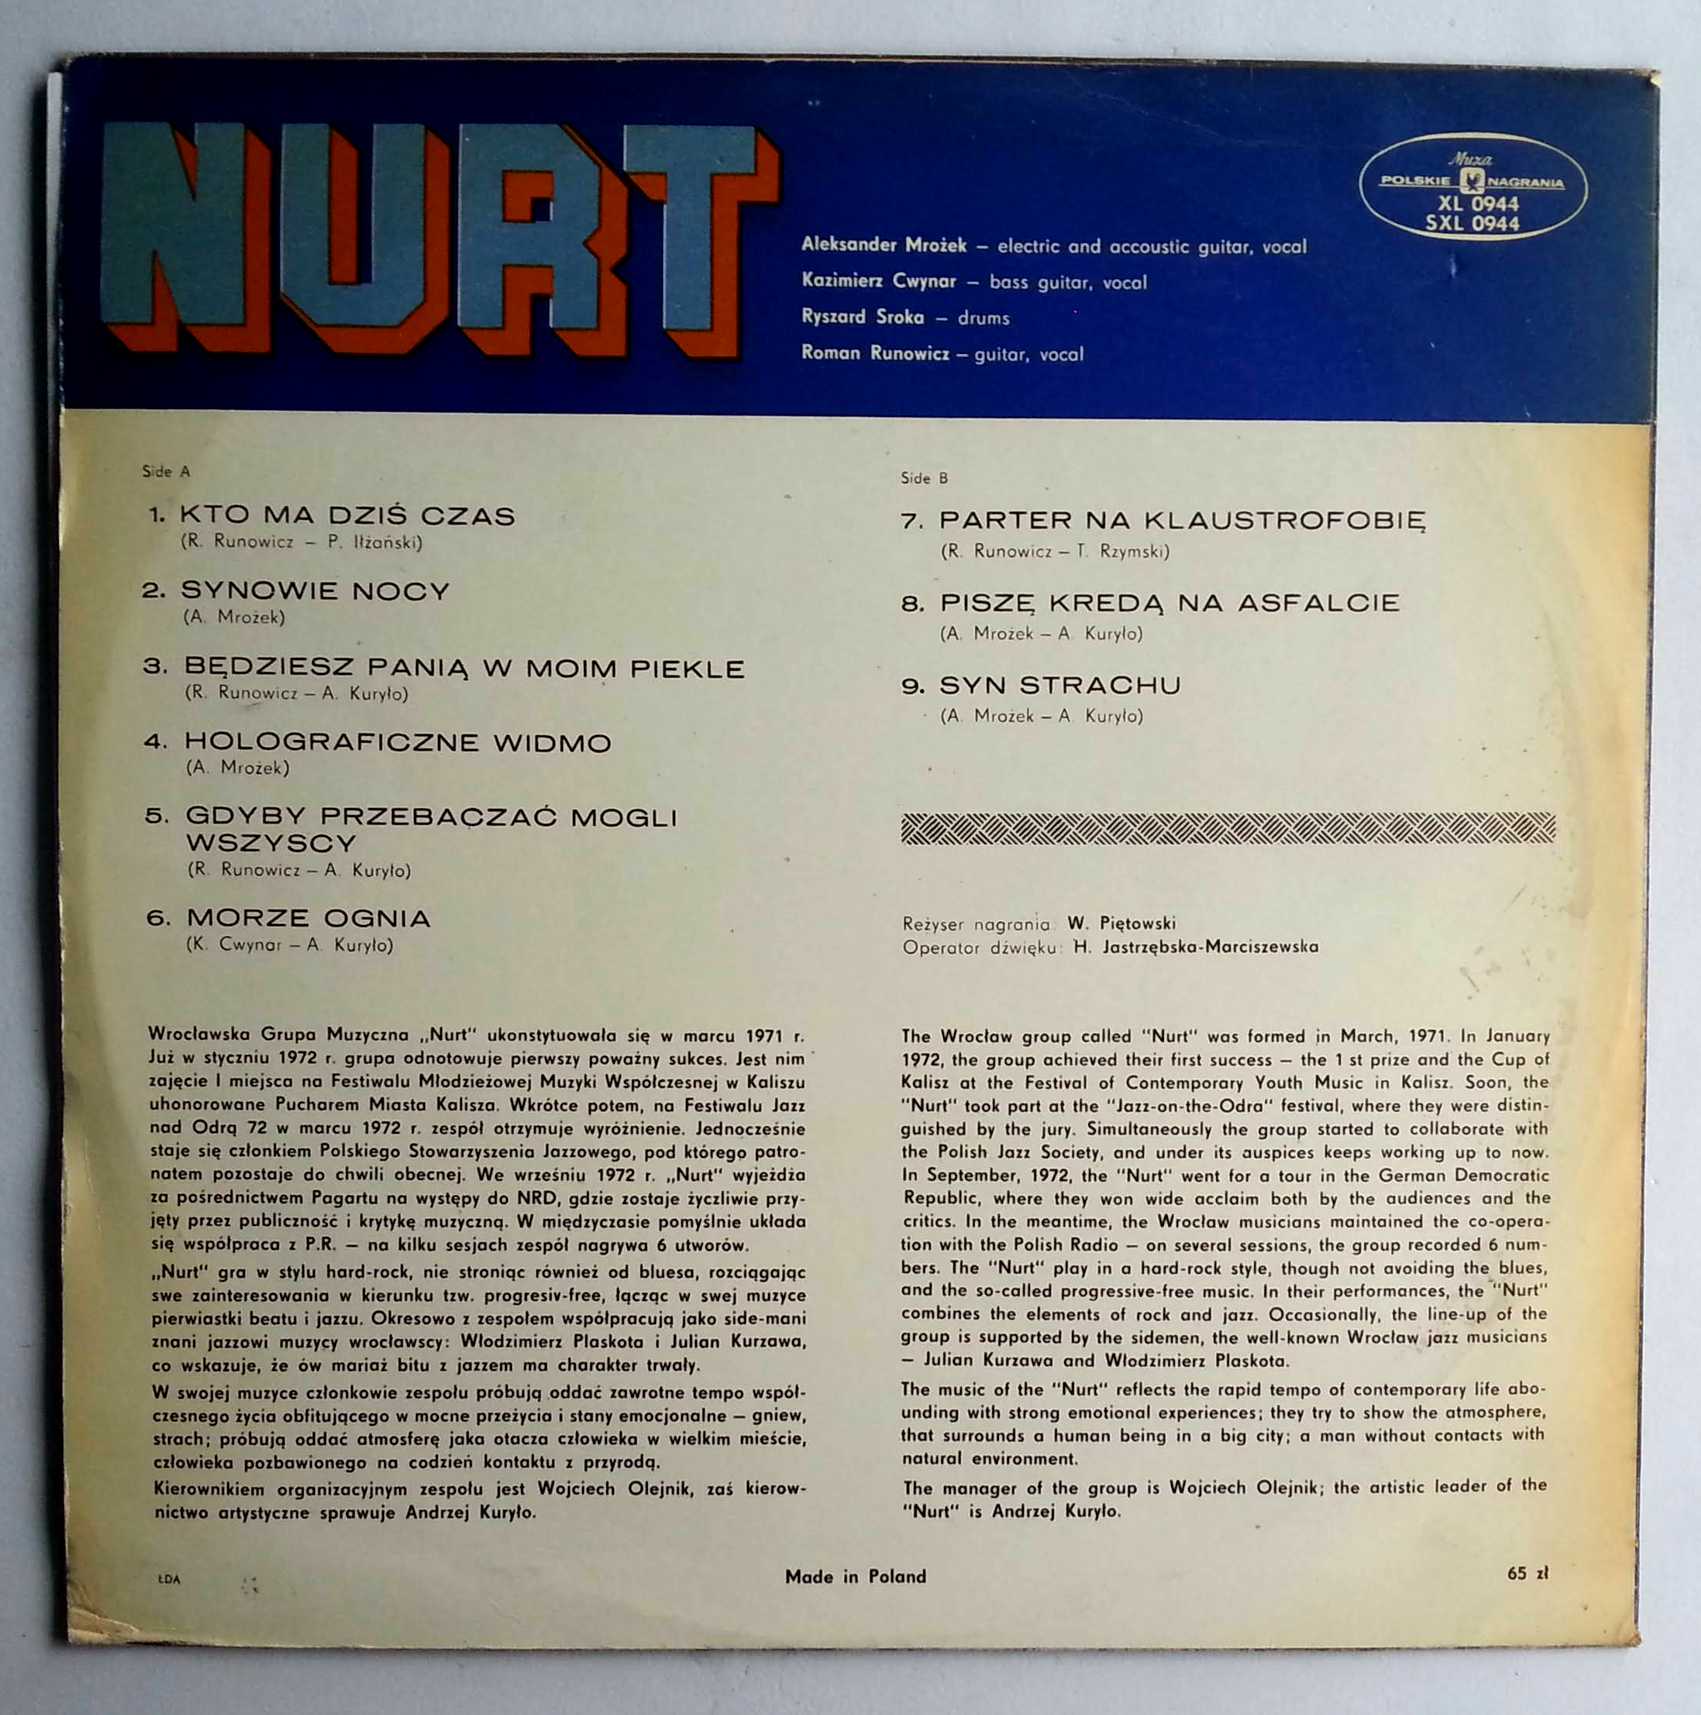 NURT
Muza
POLSKIE NAGRANIA
XL 0944
SXL 0944
Aleksander Mrożek – electric and accoustic guitar, vocal
Kazimierz Cwynar – bass guitar, vocal
Ryszard Sroka – drums
Roman Runowicz – guitar, vocal
Side A
1. KTO MA DZIŚ CZAS
(R. Runowicz – P. Iłżański)
2. SYNOWIE NOCY
(A. Mrożek)
3. BĘDZIESZ PANIĄ W MOIM PIEKLE
(R. Runowicz – A. Kuryło)
4. HOLOGRAFICZNE WIDMO
(A. Mrożek)
5. GDYBY PRZEBACZAĆ MOGLI
WSZYSCY
(R. Runowicz – A. Kuryło)
6. MORZE OGNIA
(K. Cwynar – A. Kuryło)
Side B
7. PARTER NA KLAUSTROFOBIĘ
(R. Runowicz – T. Rzymski)
8. PISZĘ KREDĄ NA ASFALCIE
(A. Mrożek – A. Kuryło)
9. SYN STRACHU
(A. Mrożek – A. Kuryło)
Reżyser nagrania: W. Piętowski
Operator dźwięku: H. Jastrzębska-Marciszewska
Wrocławska Grupa Muzyczna „Nurt" ukonstytuowała się w marcu 1971 r.
Już w styczniu 1972 r. grupa odnotowuje pierwszy poważny sukces. Jest nim
zajęcie I miejsca na Festiwalu Młodzieżowej Muzyki Współczesnej w Kaliszu
uhonorowane Pucharem Miasta Kalisza. Wkrótce potem, na Festiwalu Jazz
nad Odrą 72 w marcu 1972 r. zespół otrzymuje wyróżnienie. Jednocześnie
staje się członkiem Polskiego Stowarzyszenia Jazzowego, pod którego patro-
natem pozostaje do chwili obecnej. We wrześniu 1972 r. „Nurt" wyjeżdża
za pośrednictwem Pagartu na występy do NRD, gdzie zostaje życzliwie przy-
jęty przez publiczność i krytykę muzyczną. W międzyczasie pomyślnie układa
się współpraca z P.R. – na kilku sesjach zespół nagrywa 6 utworów.
„Nurt" gra w stylu hard-rock, nie stroniąc również od bluesa, rozciągając
swe zainteresowania w kierunku tzw. progresiv-free, łącząc w swej muzyce
pierwiastki beatu i jazzu. Okresowo z zespołem współpracują jako side-mani
znani jazzowi muzycy wrocławscy: Włodzimierz Plaskota i Julian Kurzawa,
co wskazuje, że ów mariaż bitu z jazzem ma charakter trwały.
W swojej muzyce członkowie zespołu próbują oddać zawrotne tempo współ-
czesnego życia obfitującego w mocne przeżycia i stany emocjonalne – gniew,
strach; próbują oddać atmosferę jaka otacza człowieka w wielkim mieście,
człowieka pozbawionego na codzień kontaktu z przyrodą.
Kierownikiem organizacyjnym zespołu jest Wojciech Olejnik, zaś kierow-
nictwo artystyczne sprawuje Andrzej Kuryło.
The Wrocław group called "Nurt" was formed in March, 1971. In January
1972, the group achieved their first success – the 1 st prize and the Cup of
Kalisz at the Festival of Contemporary Youth Music in Kalisz. Soon, the
"Nurt" took part at the "Jazz-on-the-Odra" festival, where they were distin-
guished by the jury. Simultaneously the group started to collaborate with
the Polish Jazz Society, and under its auspices keeps working up to now.
In September, 1972, the "Nurt" went for a tour in the German Democratic
Republic, where they won wide acclaim both by the audiences and the
critics. In the meantime, the Wrocław musicians maintained the co-opera-
tion with the Polish Radio – on several sessions, the group recorded 6 num-
bers. The "Nurt" play in a hard-rock style, though not avoiding the blues,
and the so-called progressive-free music. In their performances, the "Nurt"
combines the elements of rock and jazz. Occasionally, the line-up of the
group is supported by the sidemen, the well-known Wrocław jazz musicians
– Julian Kurzawa and Włodzimierz Plaskota.
The music of the "Nurt" reflects the rapid tempo of contemporary life abo-
unding with strong emotional experiences; they try to show the atmosphere,
that surrounds a human being in a big city; a man without contacts with
natural environment.
The manager of the group is Wojciech Olejnik; the artistic leader of the
"Nurt" is Andrzej Kuryło.
ŁDA
Made in Poland
65 zł